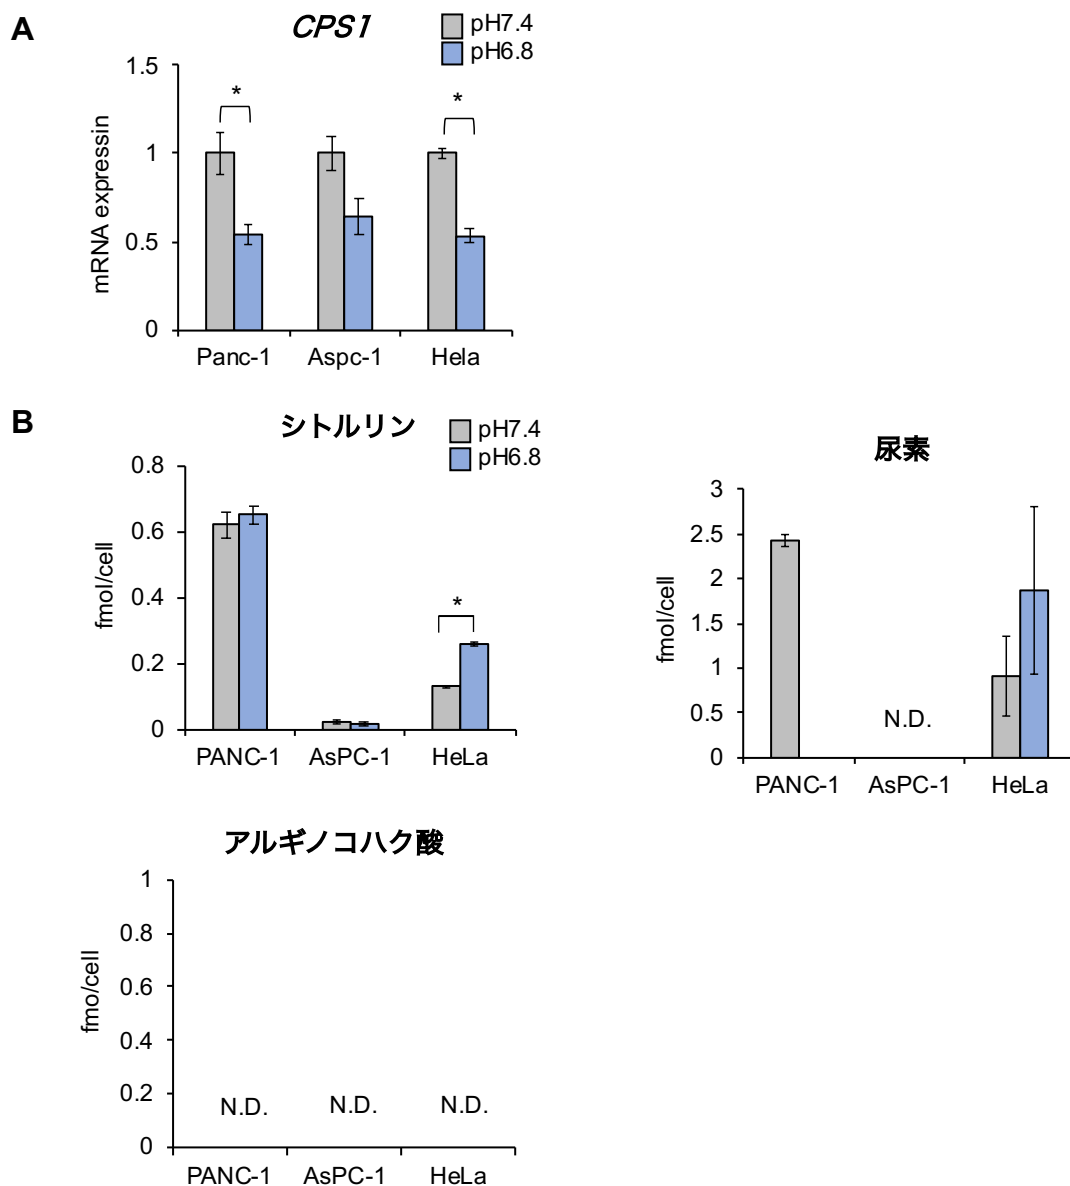 A
CPS1
pH7.4
pH6.8
mRNA expressin
1.5
1
0.5
0
*
*
Panc-1
Aspc-1
Hela
B
シトルリン
pH7.4
pH6.8
fmol/cell
0.8
0.6
0.4
0.2
0
*
PANC-1
AsPC-1
HeLa
尿素
fmol/cell
3
2.5
2
1.5
1
0.5
0
N.D.
PANC-1
AsPC-1
HeLa
アルギノコハク酸
fmo/cell
1
0.8
0.6
0.4
0.2
0
N.D.
N.D.
N.D.
PANC-1
AsPC-1
HeLa